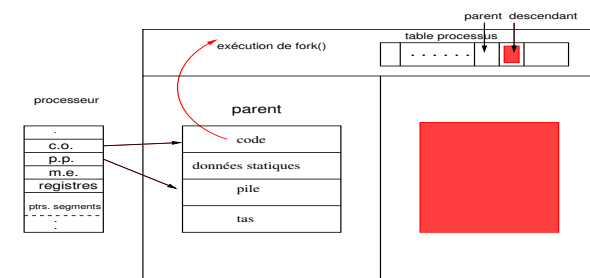 parent descendant
table processus
exécution de fork()
. . . . . .
processeur
parent
.
c.o.
p.p.
m.e.
registres
ptrs. segments
.
.
code
données statiques
pile
tas